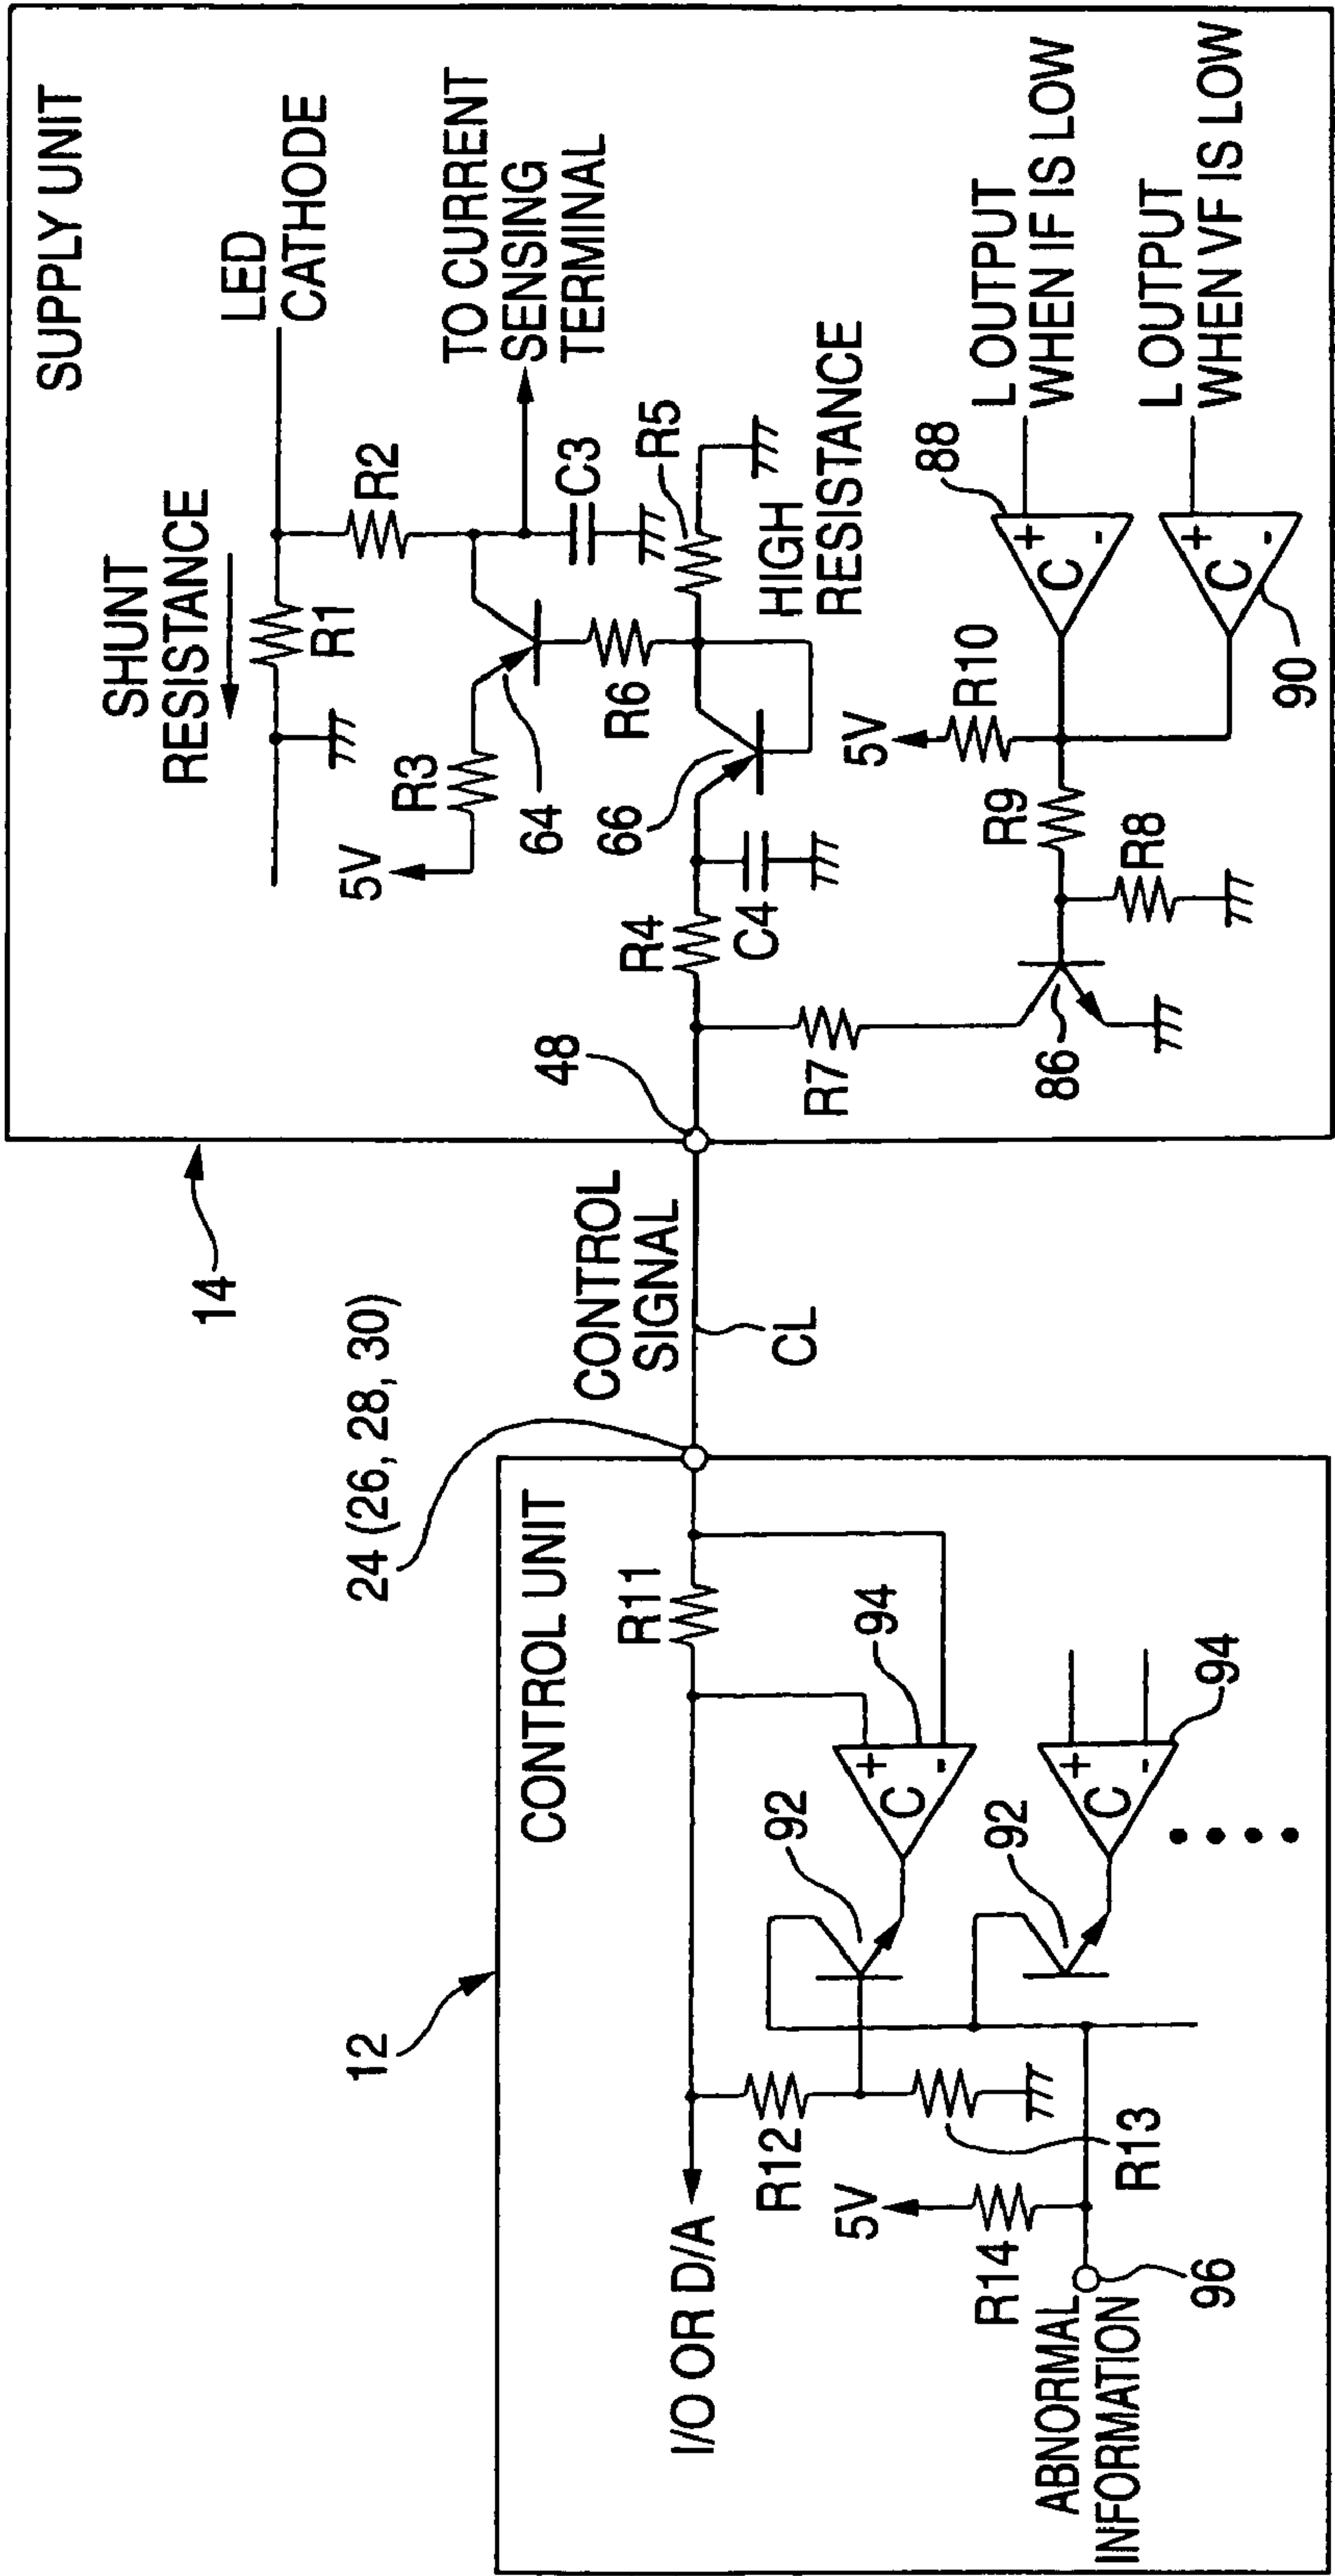 14
SUPPLY UNIT
SHUNT
RESISTANCE
LED
CATHODE
R1
R2
5V
R3
64
TO CURRENT
SENSING
TERMINAL
C3
R6
R5
HIGH
RESISTANCE
66
R4
C4
48
R7
5V
R10
R9
R8
86
88
+
-
C
L OUTPUT
WHEN IF IS LOW
90
+
-
C
L OUTPUT
WHEN VF IS LOW
CONTROL
SIGNAL
CL
24 (26, 28, 30)
12
CONTROL UNIT
R11
I/O OR D/A
R12
R13
92
94
+
-
C
92
94
+
-
C
5V
R14
ABNORMAL
INFORMATION
96